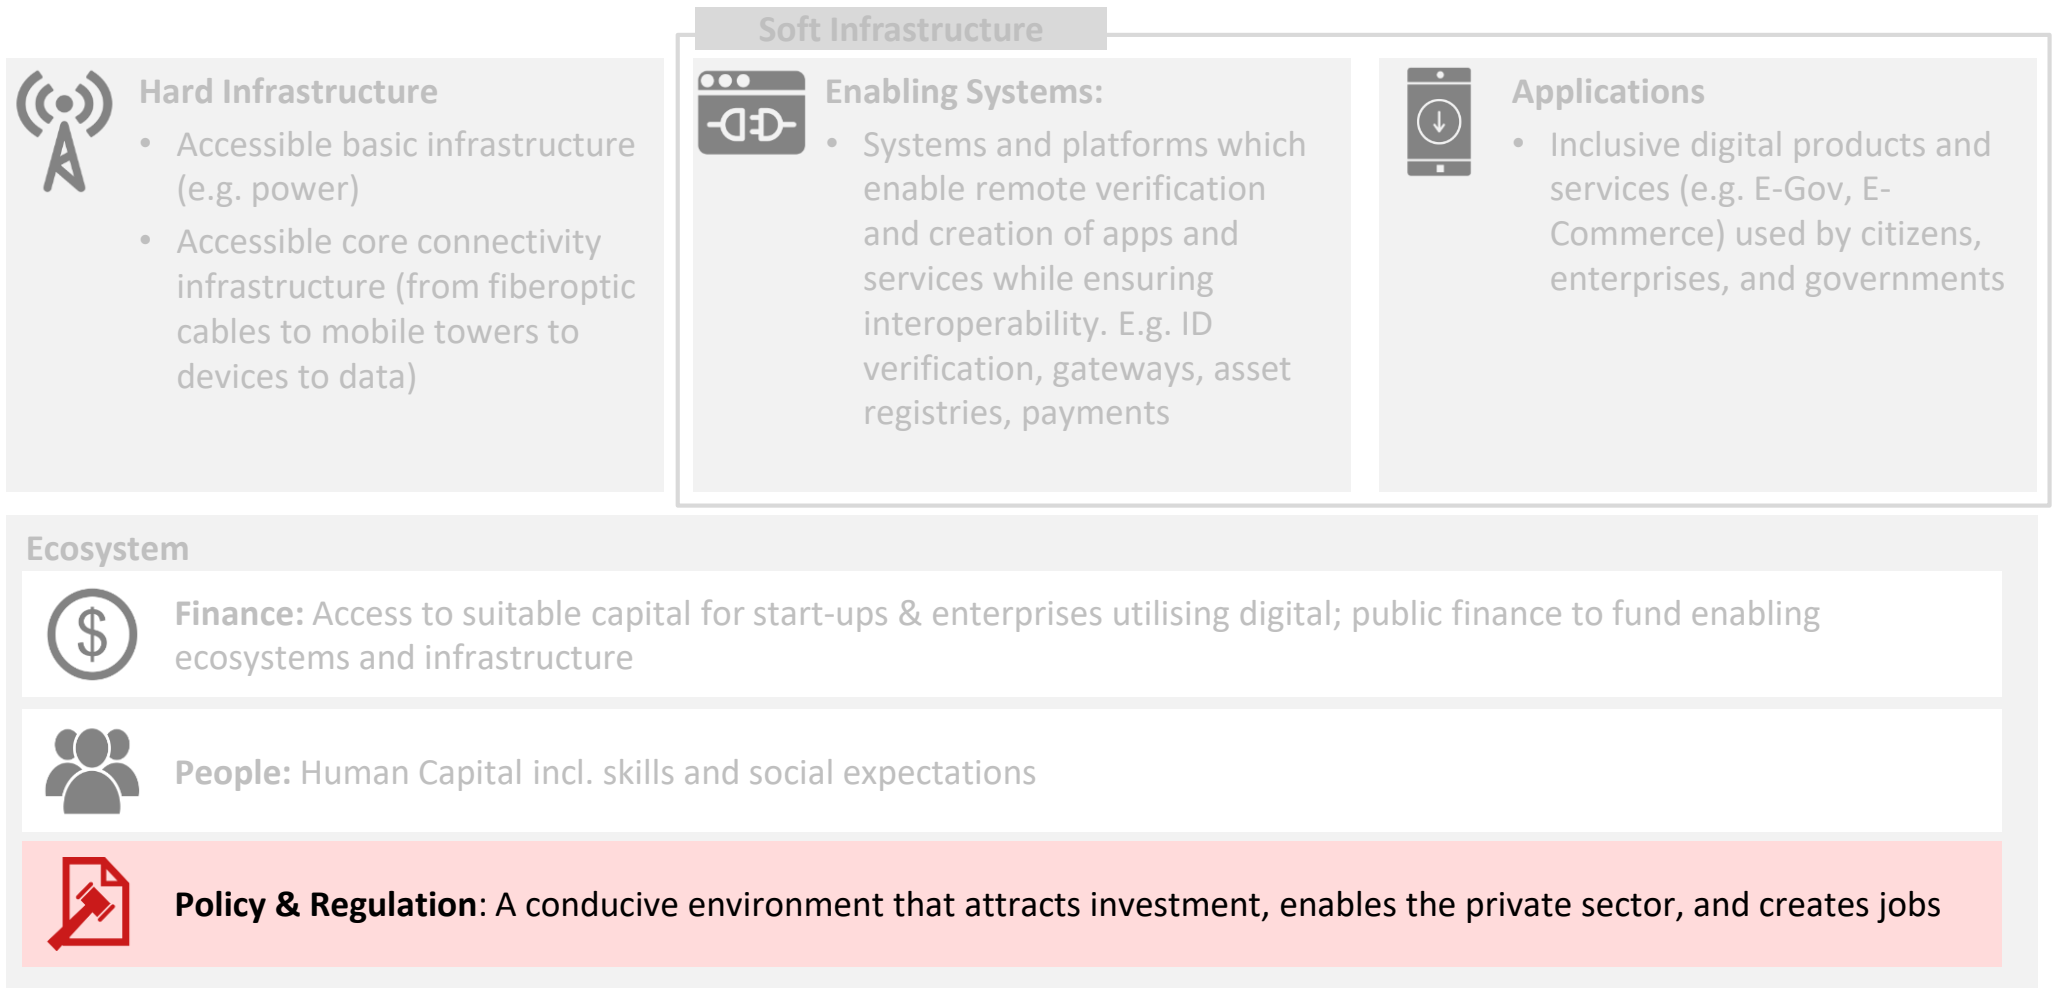 Soft Infrastructure
Hard Infrastructure
• Accessible basic infrastructure
(e.g. power)
• Accessible core connectivity
infrastructure (from fiberoptic
cables to mobile towers to
devices to data)
Enabling Systems:
• Systems and platforms which
enable remote verification
and creation of apps and
services while ensuring
interoperability. E.g. ID
verification, gateways, asset
registries, payments
Applications
• Inclusive digital products and
services (e.g. E-Gov, E-
Commerce) used by citizens,
enterprises, and governments
Ecosystem
$
Finance: Access to suitable capital for start-ups & enterprises utilising digital; public finance to fund enabling
ecosystems and infrastructure
People: Human Capital incl. skills and social expectations
Policy & Regulation: A conducive environment that attracts investment, enables the private sector, and creates jobs